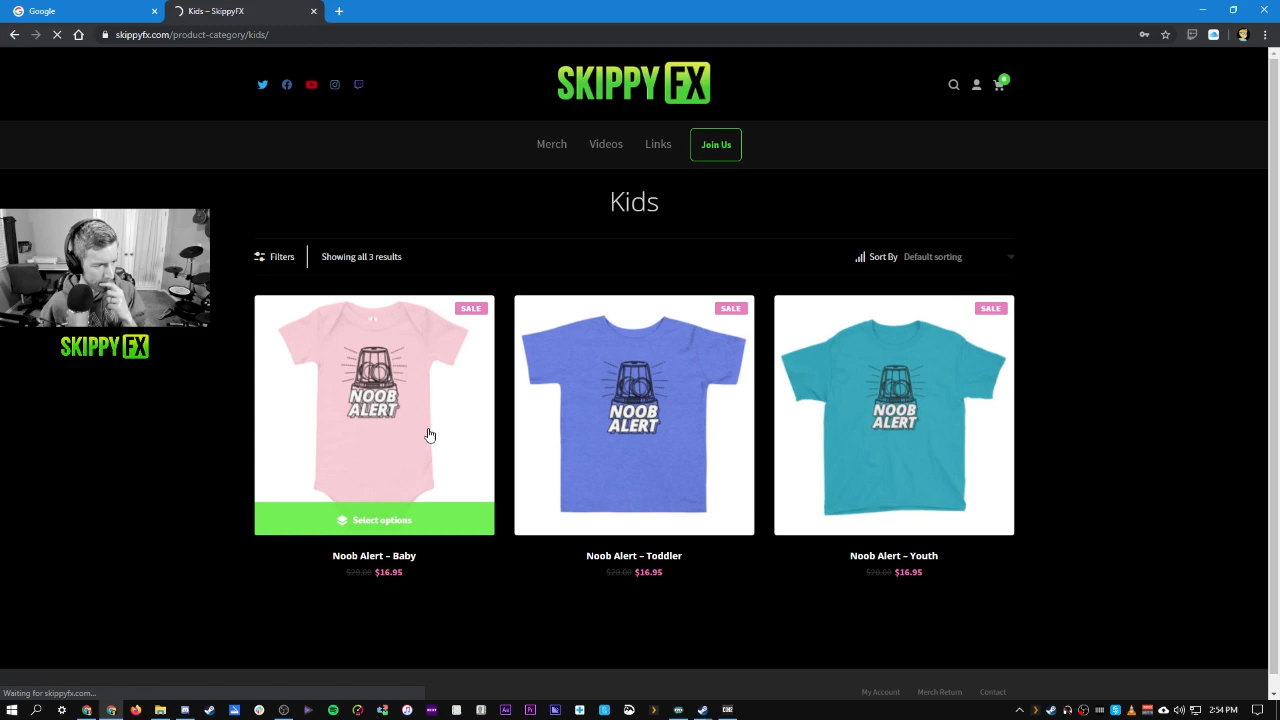 Google
Kids – SkippyFX
skippyfx.com/product-category/kids/
SKIPPY FX
0
Merch
Videos
Links
Join Us
Kids
Filters
Showing all 3 results
Sort By
Default sorting
SKIPPY FX
SALE
NOOB
ALERT
Select options
Noob Alert – Baby
$20.00 $16.95
SALE
NOOB
ALERT
Noob Alert – Toddler
$20.00 $16.95
SALE
NOOB
ALERT
Noob Alert – Youth
$20.00 $16.95
My Account
Merch Return
Contact
Waiting for skippyfx.com...
2:54 PM